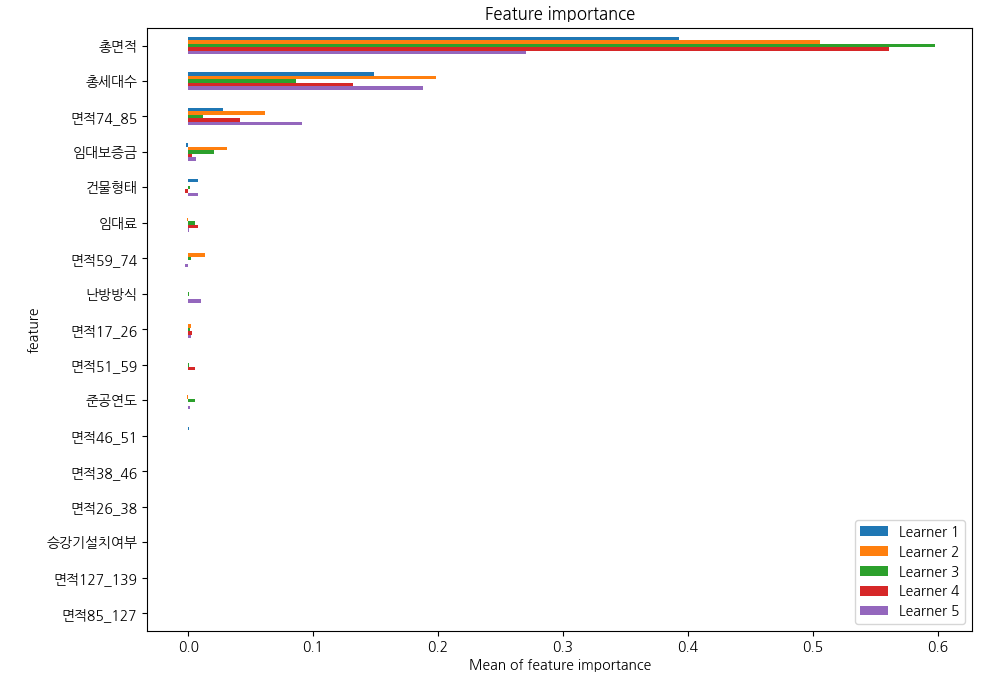 Feature importance
총면적
총세대수
면적74_85
임대보증금
건물형태
임대료
면적59_74
난방방식
면적17_26
면적51_59
준공연도
면적46_51
면적38_46
면적26_38
승강기설치여부
면적127_139
면적85_127
feature
Learner 1
Learner 2
Learner 3
Learner 4
Learner 5
0.0 0.1 0.2 0.3 0.4 0.5 0.6
Mean of feature importance